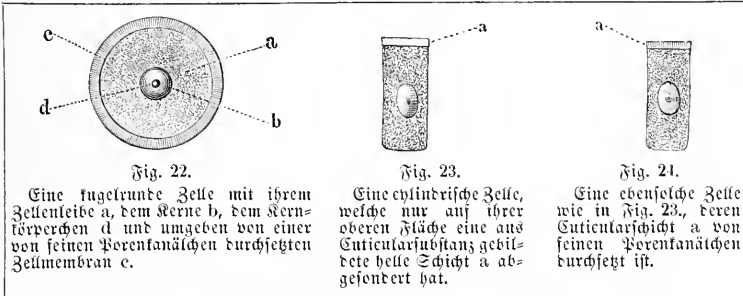 c
a
d
b
a
a
Fig. 22.
Eine kugelrunde Zelle mit ihrem
Zellenleibe a, dem Kerne b, dem Kern-
körperchen d und umgeben von einer
von feinen Porenkanälchen durchsetzten
Zellmembran c.
Fig. 23.
Eine cylindrische Zelle,
welche nur auf ihrer
oberen Fläche eine aus
Cuticularsubstanz gebil-
dete helle Schicht a ab-
gesondert hat.
Fig. 24.
Eine ebensolche Zelle
wie in Fig. 23., deren
Cuticularschicht a von
feinen Porenkanälchen
durchsetzt ist.